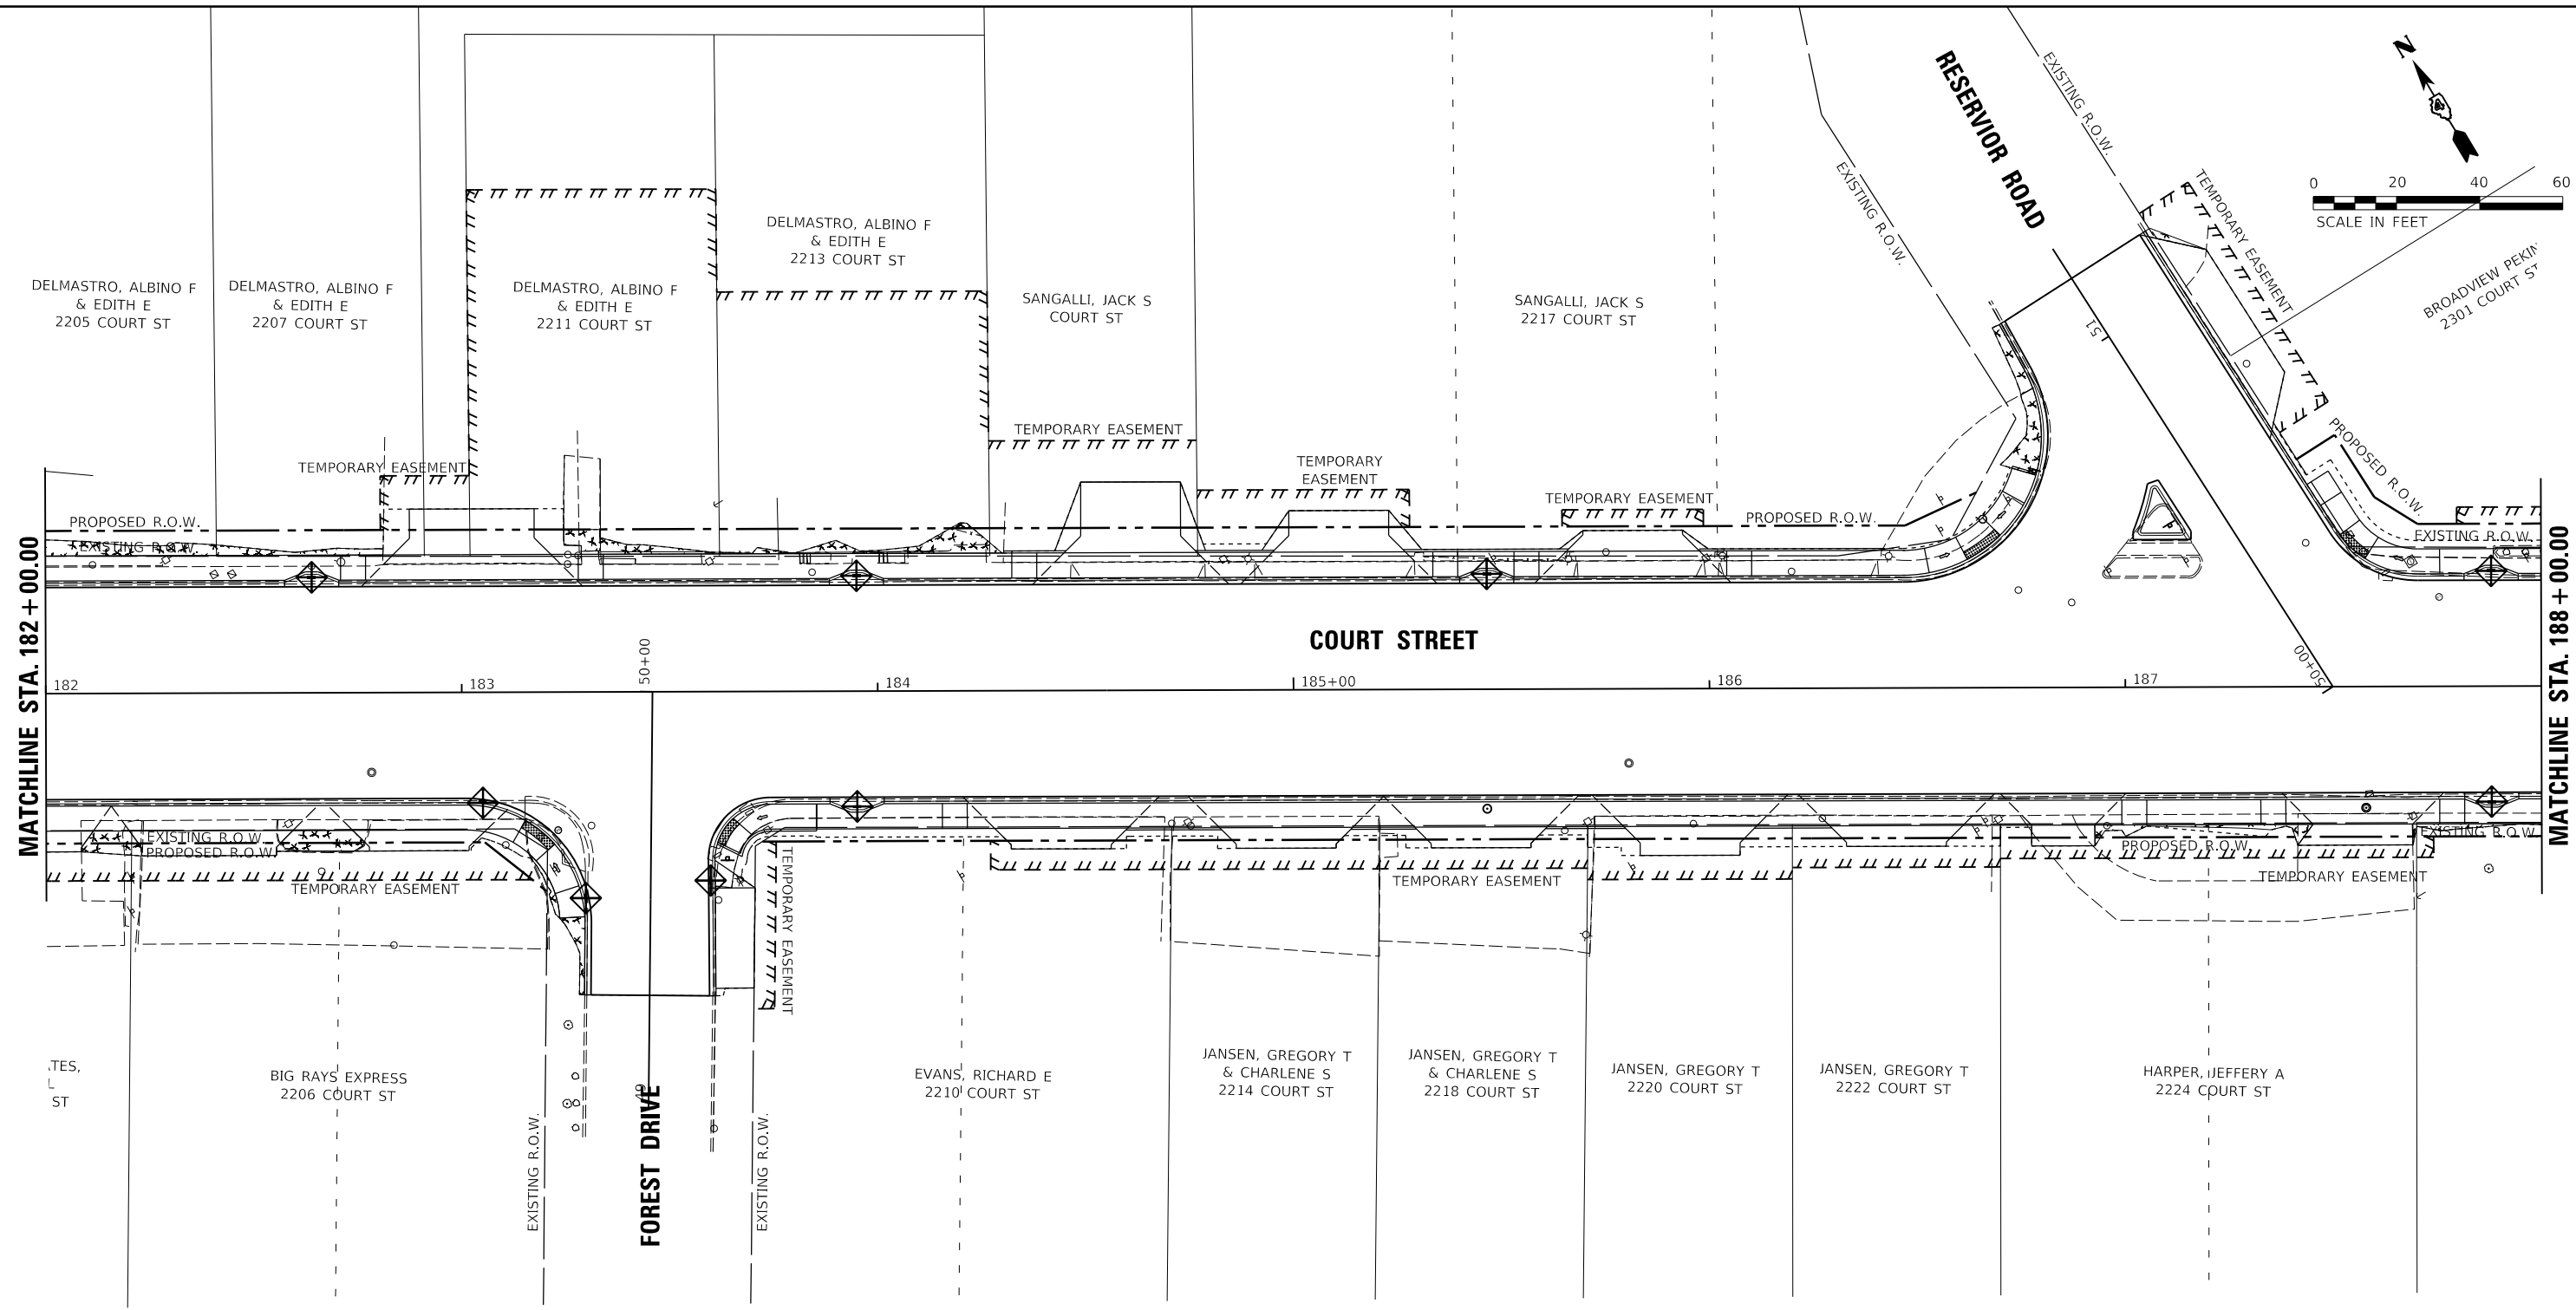 RESERVIOR ROAD
EXISTING R.O.W.
EXISTING R.O.W.
N
0 20 40 60
SCALE IN FEET
TEMPORARY EASEMENT
BROADVIEW PEKIN
2301 COURT ST
DELMASTRO, ALBINO F
& EDITH E
2205 COURT ST
DELMASTRO, ALBINO F
& EDITH E
2207 COURT ST
DELMASTRO, ALBINO F
& EDITH E
2211 COURT ST
DELMASTRO, ALBINO F
& EDITH E
2213 COURT ST
SANGALLI, JACK S
COURT ST
SANGALLI, JACK S
2217 COURT ST
51
TEMPORARY EASEMENT
TEMPORARY EASEMENT
TEMPORARY
EASEMENT
TEMPORARY EASEMENT
PROPOSED R.O.W.
PROPOSED R.O.W.
EXISTING R.O.W.
PROPOSED R.O.W.
EXISTING R.O.W.
MATCHLINE STA. 182+00.00
MATCHLINE STA. 188+00.00
COURT STREET
182
183
50+00
184
185+00
186
187
50+00
EXISTING R.O.W.
PROPOSED R.O.W.
TEMPORARY EASEMENT
TEMPORARY EASEMENT
TEMPORARY EASEMENT
PROPOSED R.O.W.
EXISTING R.O.W.
TEMPORARY EASEMENT
ATES,
L
ST
BIG RAYS EXPRESS
2206 COURT ST
EXISTING R.O.W.
49
FOREST DRIVE
EXISTING R.O.W.
EVANS, RICHARD E
2210 COURT ST
JANSEN, GREGORY T
& CHARLENE S
2214 COURT ST
JANSEN, GREGORY T
& CHARLENE S
2218 COURT ST
JANSEN, GREGORY T
2220 COURT ST
JANSEN, GREGORY T
2222 COURT ST
HARPER, JEFFERY A
2224 COURT ST